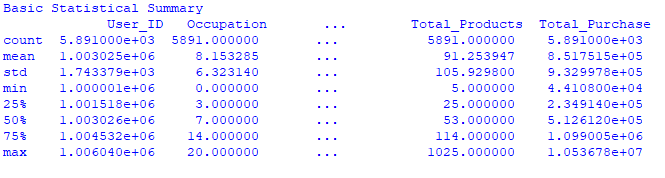 Basic Statistical Summary
User_ID Occupation ... Total_Products Total_Purchase
count 5.891000e+03 5891.000000 ... 5891.000000 5.891000e+03
mean 1.003025e+06 8.153285 ... 91.253947 8.517515e+05
std 1.743379e+03 6.323140 ... 105.929800 9.329978e+05
min 1.000001e+06 0.000000 ... 5.000000 4.410800e+04
25% 1.001518e+06 3.000000 ... 25.000000 2.349140e+05
50% 1.003026e+06 7.000000 ... 53.000000 5.126120e+05
75% 1.004532e+06 14.000000 ... 114.000000 1.099005e+06
max 1.006040e+06 20.000000 ... 1025.000000 1.053678e+07